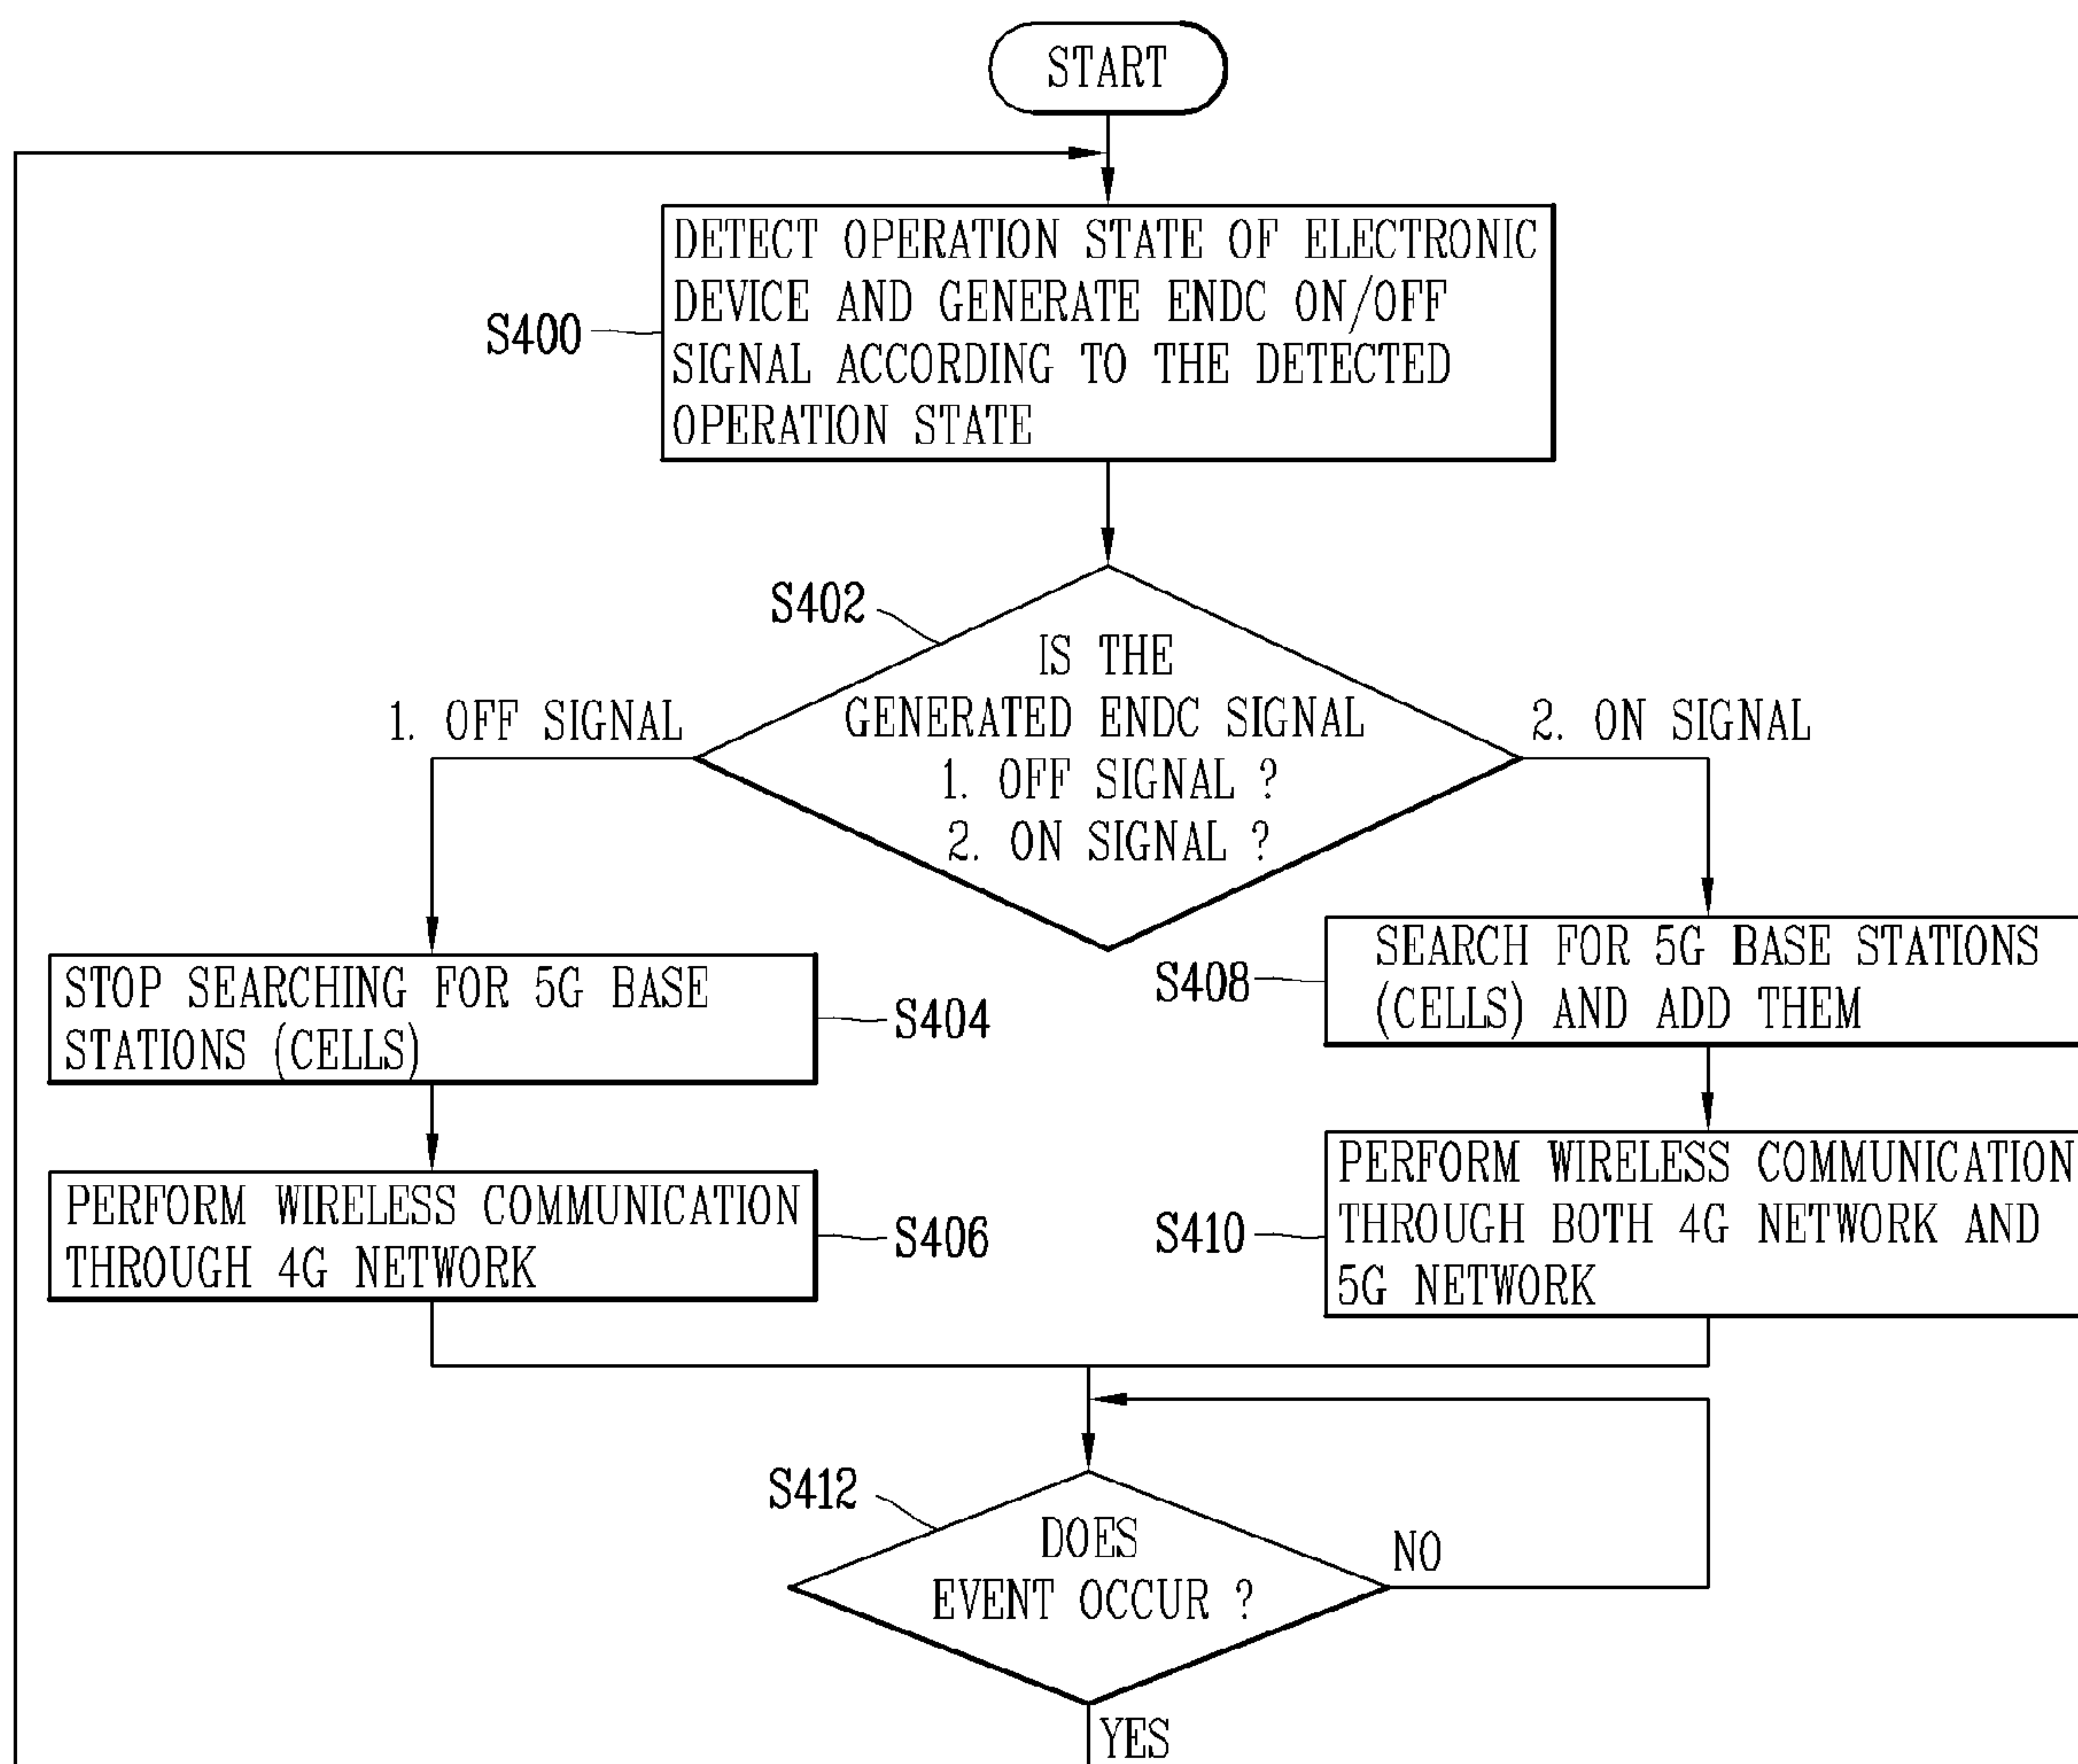 START
S400
DETECT OPERATION STATE OF ELECTRONIC
DEVICE AND GENERATE ENDC ON/OFF
SIGNAL ACCORDING TO THE DETECTED
OPERATION STATE
S402
IS THE
GENERATED ENDC SIGNAL
1. OFF SIGNAL ?
2. ON SIGNAL ?
1. OFF SIGNAL
2. ON SIGNAL
STOP SEARCHING FOR 5G BASE
STATIONS (CELLS)
S404
S408
SEARCH FOR 5G BASE STATIONS
(CELLS) AND ADD THEM
PERFORM WIRELESS COMMUNICATION
THROUGH 4G NETWORK
S406
S410
PERFORM WIRELESS COMMUNICATION
THROUGH BOTH 4G NETWORK AND
5G NETWORK
S412
DOES
EVENT OCCUR ?
NO
YES